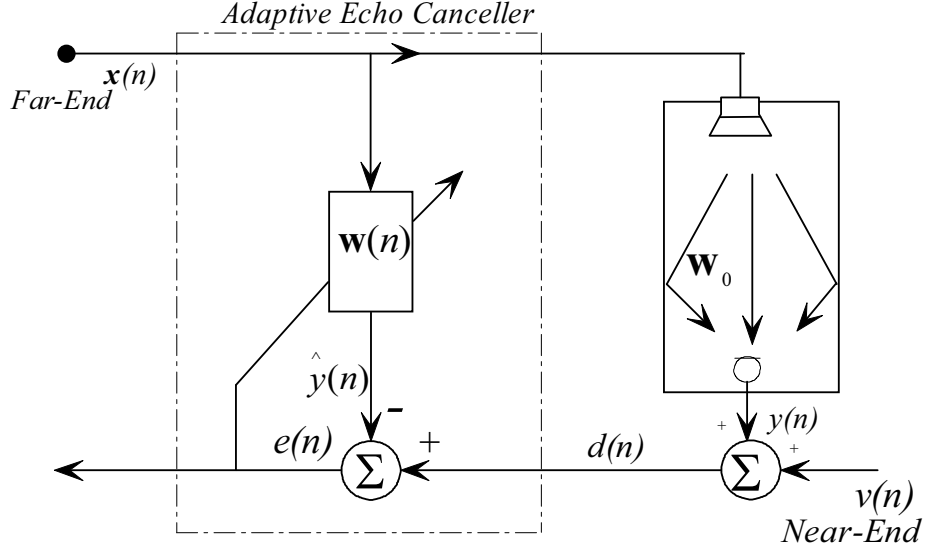 Adaptive Echo Canceller
x(n)
Far-End
w(n)
w₀
ŷ(n)
-
+
e(n)
Σ
d(n)
+
y(n)
+
Σ
v(n)
Near-End